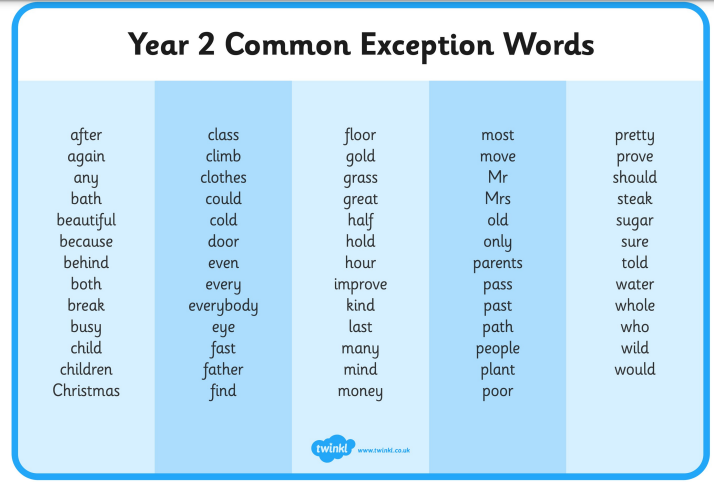 Year 2 Common Exception Words
after
again
any
bath
beautiful
because
behind
both
break
busy
child
children
Christmas
class
climb
clothes
could
cold
door
even
every
everybody
eye
fast
father
find
floor
gold
grass
great
half
hold
hour
improve
kind
last
many
mind
money
most
move
Mr
Mrs
old
only
parents
pass
past
path
people
plant
poor
pretty
prove
should
steak
sugar
sure
told
water
whole
who
wild
would
twinkl www.twinkl.co.uk